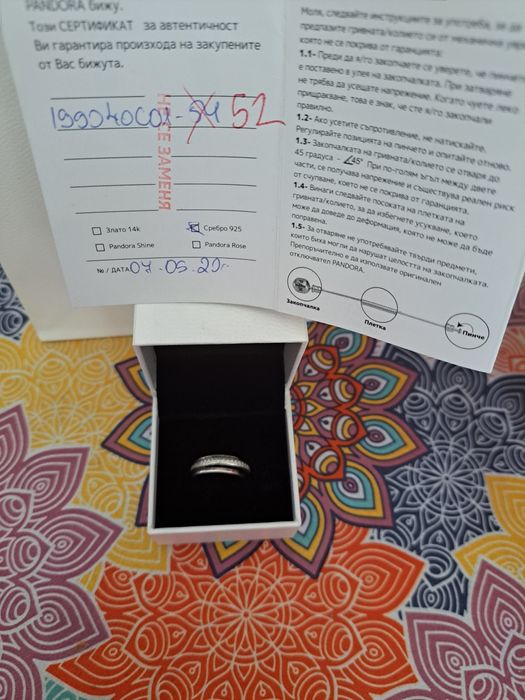 PANDORA бижу.
Този СЕРТИФИКАТ за автентичност
Ви гарантира произхода на закупените
от Вас бижута.
199040C01-54 52
НЕ СЕ ЗАМЕНЯ
Злато 14k
Сребро 925
Pandora Shine
Pandora Rose
№ / ДАТА 07.05.20г.
Моля, следвайте инструкциите за употреба, за да
предпазите гривната/колието си от механична
която не се покрива от гаранцията:
1.1- Преди да я/го закопчаете се уверете, че пинчето
е поставено в улея на закопчалката. При затваряне
не трябва да усещате напрежение. Когато чуете леко
прищракване, това е знак, че сте я/го закопчали
правилно.
1.2- Ако усетите съпротивление, не натискайте.
Регулирайте позицията на пинчето и опитайте отново.
1.3- Закопчалката на гривната/колието се отваря до
45 градуса - ∠45° При по-голям ъгъл между двете
части, се получава напрежение и съществува реален риск
от счупване, което не се покрива от гаранцията.
1.4- Винаги следвайте посоката на плетката на
гривната/колието, за да избегнете усукване, което
може да доведе до деформация, която не може да бъде
поправена.
1.5- За отваряне не употребявайте твърди предмети,
които биха могли да нарушат целостта на закопчалката.
Препоръчително е да използвате оригинален
отключвател PANDORA.
Закопчалка
Плетка
Пинче